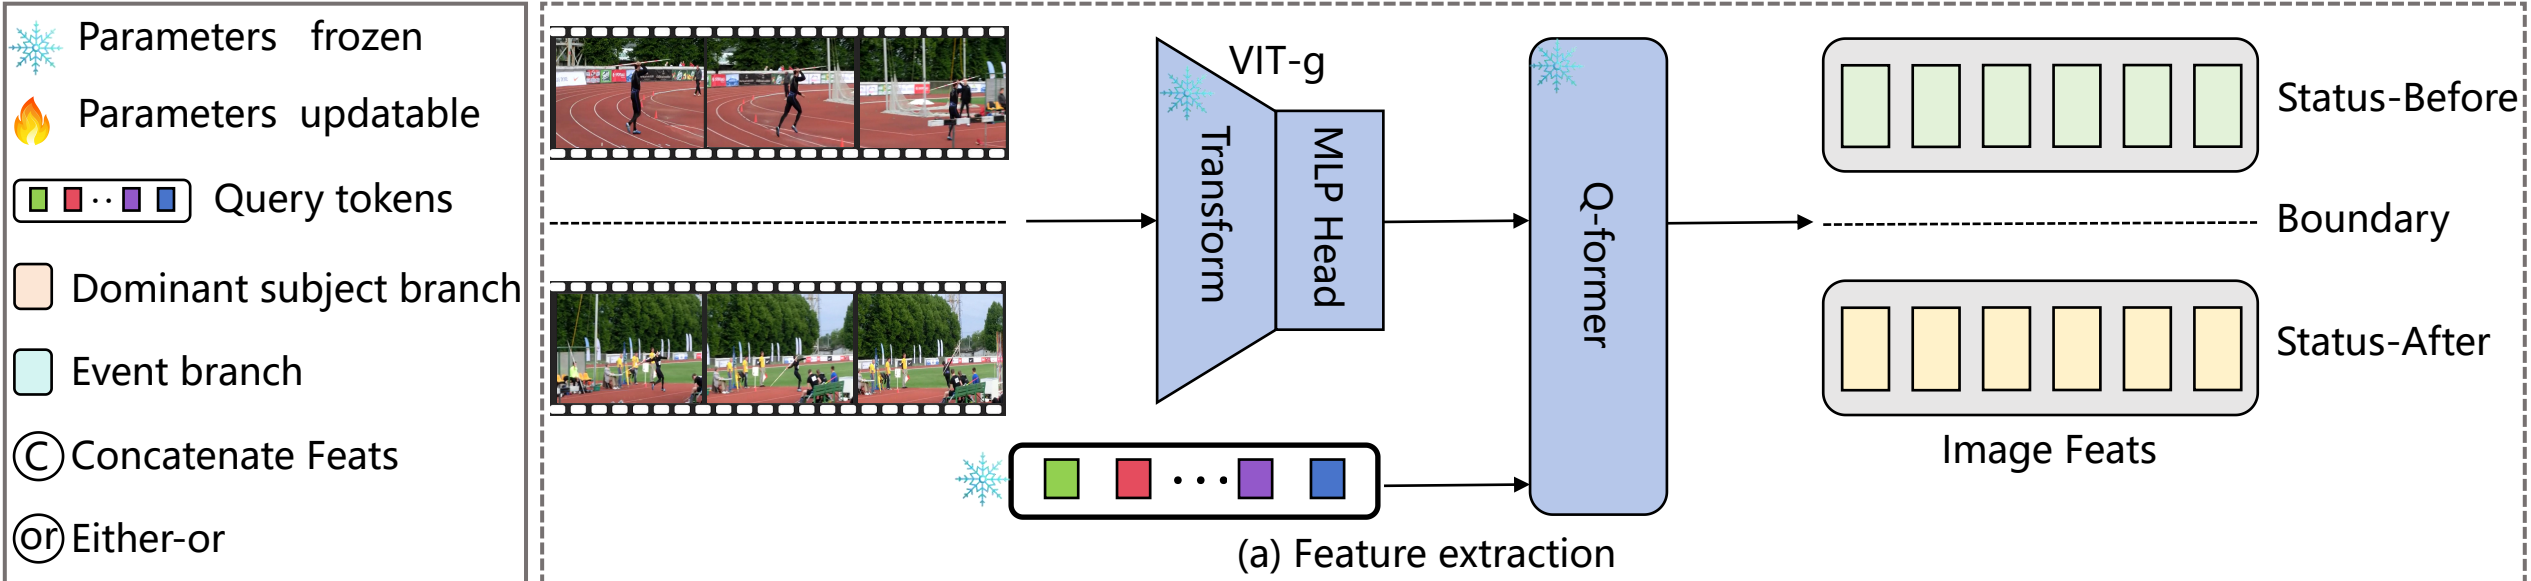 Parameters frozen
Parameters updatable
Query tokens
Dominant subject branch
Event branch
C Concatenate Feats
or Either-or
VIT-g
Transform
MLP Head
Q-former
Status-Before
Boundary
Status-After
Image Feats
(a) Feature extraction